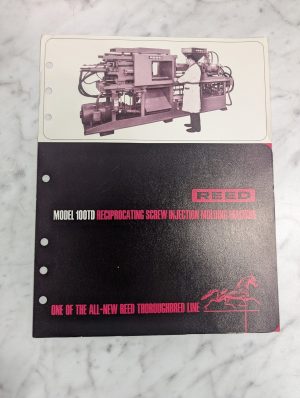 REED
MODEL 100TD RECIPROCATING SCREW INJECTION MOLDING MACHINE
ONE OF THE ALL-NEW REED THOROUGHBRED LINE